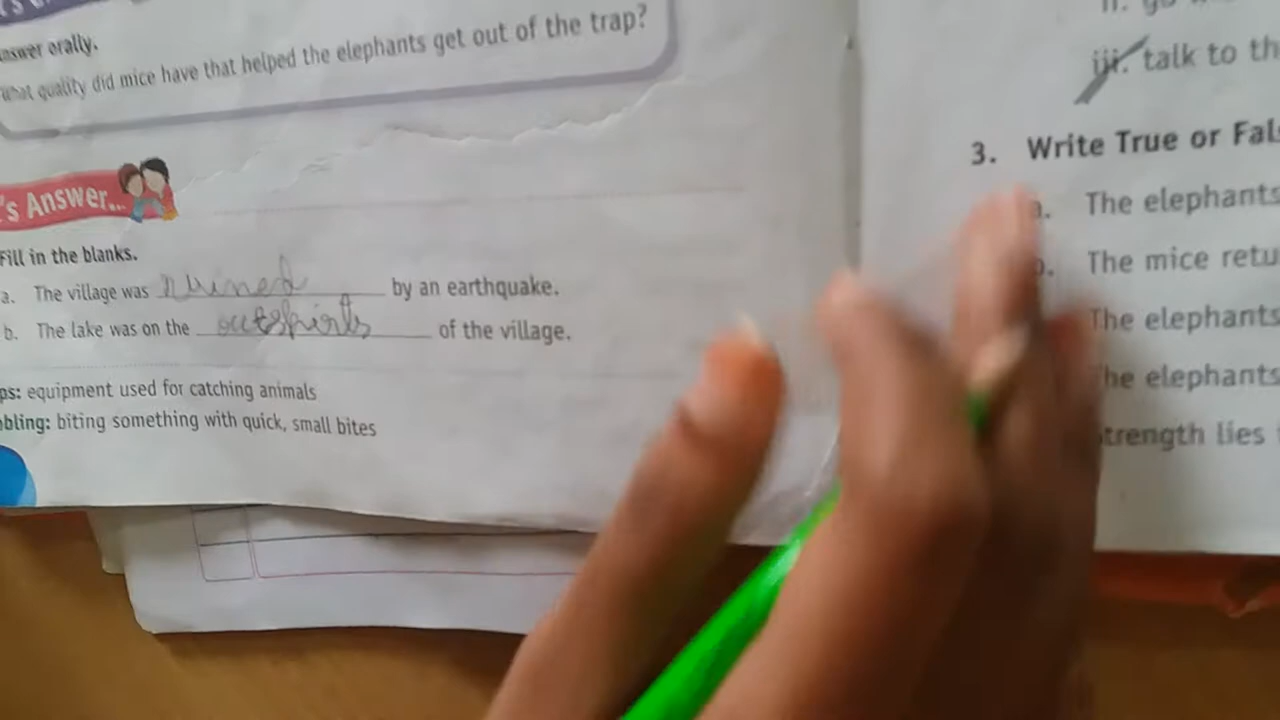 answer orally.
what quality did mice have that helped the elephants get out of the trap?
's Answer...
Fill in the blanks.
a. The village was ruined by an earthquake.
b. The lake was on the outskirts of the village.
ps: equipment used for catching animals
bling: biting something with quick, small bites
iii. talk to th
3. Write True or Fal
a. The elephants
b. The mice retu
The elephants
The elephants
strength lies